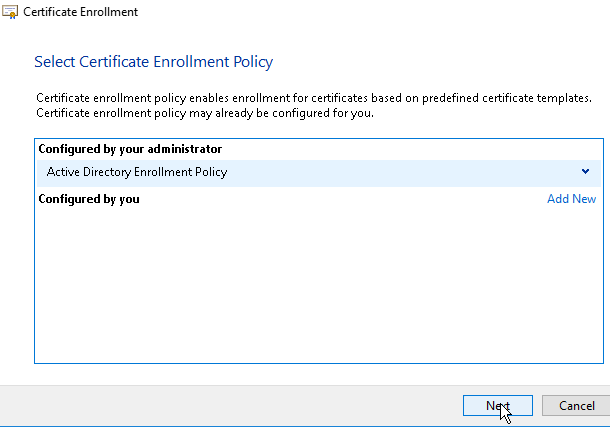 Certificate Enrollment
Select Certificate Enrollment Policy
Certificate enrollment policy enables enrollment for certificates based on predefined certificate templates.
Certificate enrollment policy may already be configured for you.
Configured by your administrator
Active Directory Enrollment Policy
Configured by you Add New
Next Cancel